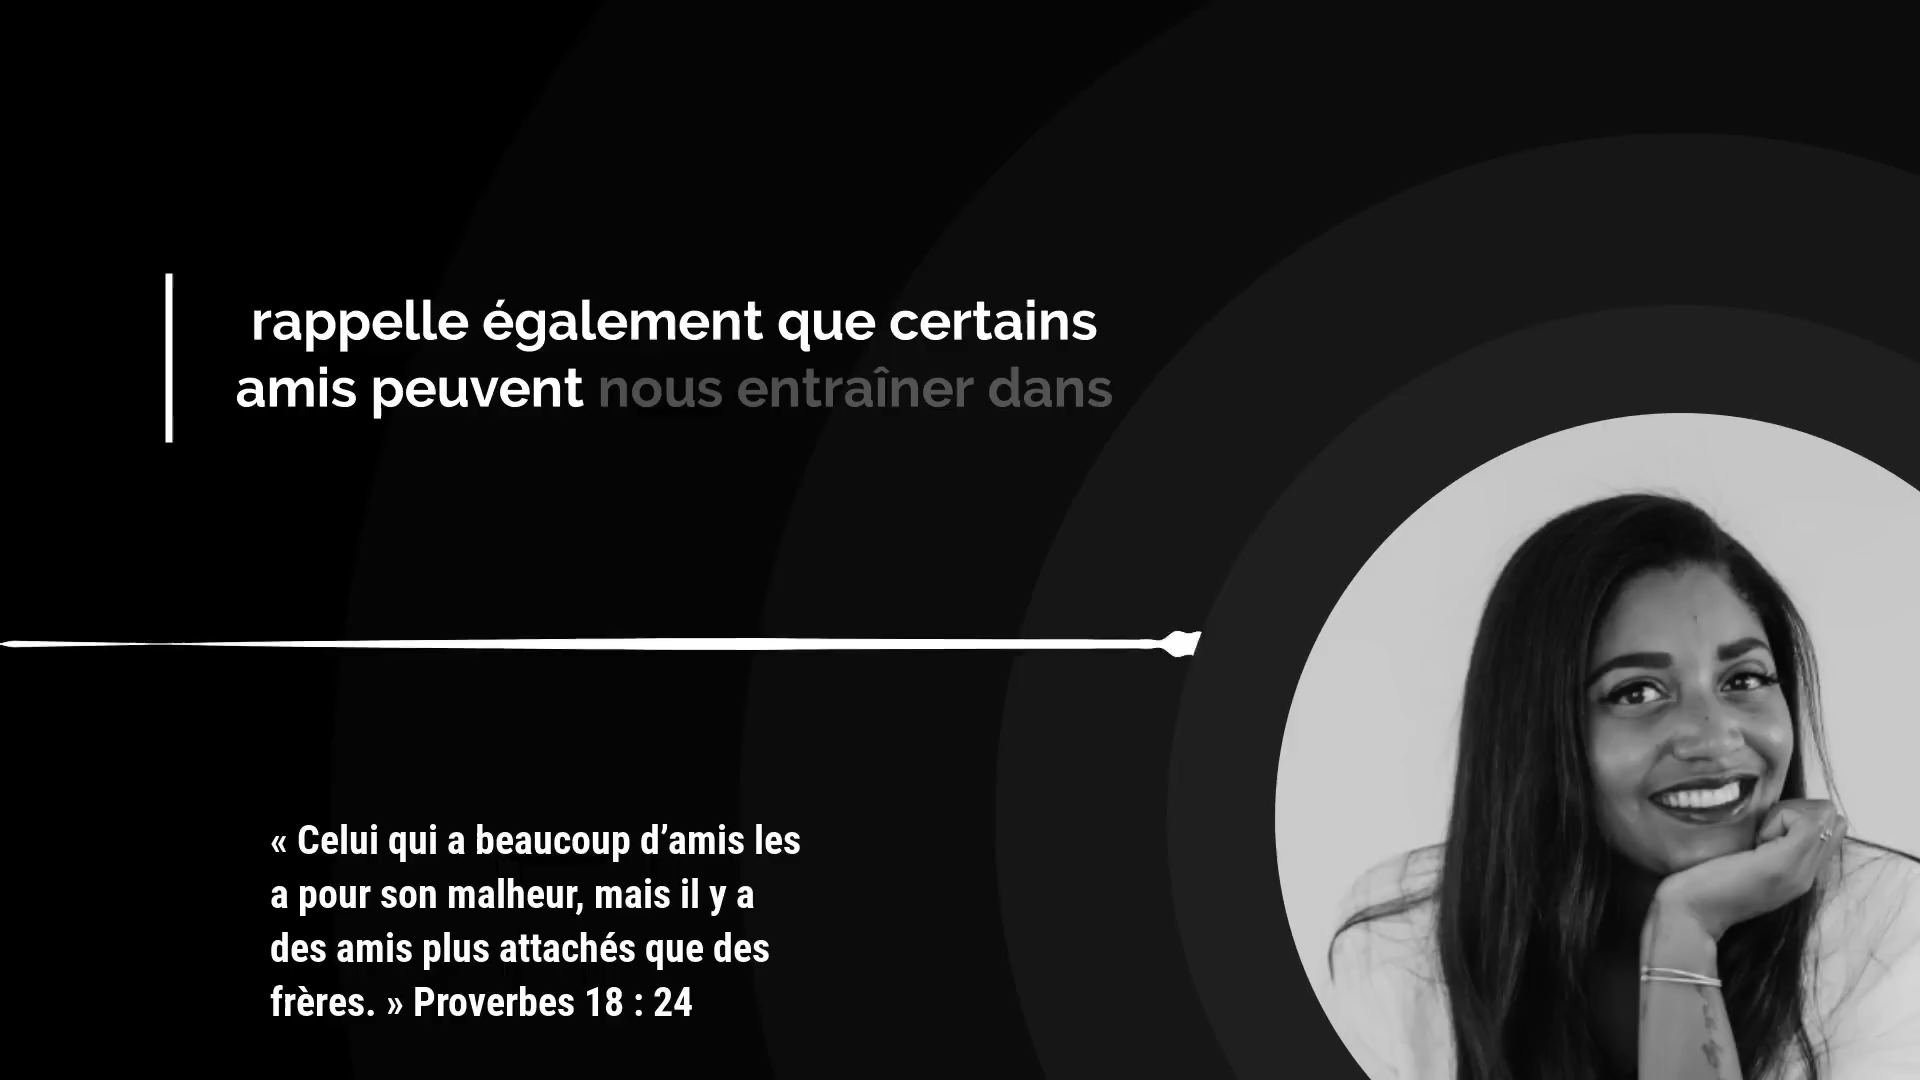 rappelle également que certains
amis peuvent nous entraîner dans
« Celui qui a beaucoup d’amis les
a pour son malheur, mais il y a
des amis plus attachés que des
frères. » Proverbes 18 : 24